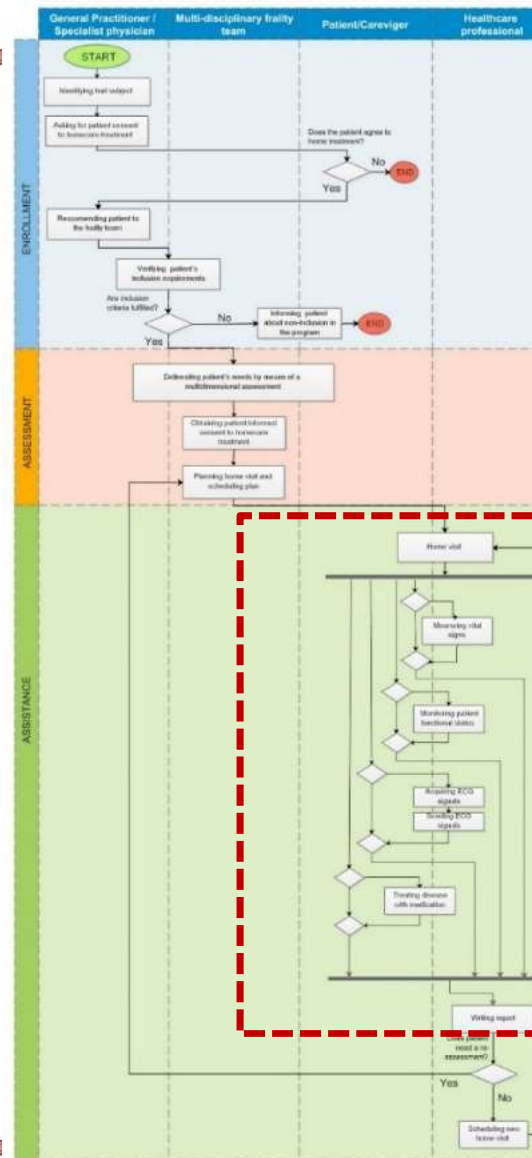 General Practitioner /
Specialist physician
Multi-disciplinary frailty
team
Patient/Careviger
Healthcare
professional
START
Identifying frail subject
Asking for patient consent
to homecare treatment
Does the patient agree to
home treatment?
No
END
Yes
ENROLLMENT
Reccomending patient to
the frailty team
Verifying patient's
inclusion requirements
Are inclusion
criteria fulfilled?
No
Informing patient
about non-inclusion in
the program
END
Yes
ASSESSMENT
Delineating patient's needs by means of a
multidimensional assessment
Obtaining patient informed
consent to homecare
treatment
Planning home visit and
scheduling plan
ASSISTANCE
Home visit
Measuring vital
signs
Monitoring patient
functional status
Acquiring ECG
signals
Sending ECG
signals
Treating disease
with medication
Writing report
Does patient
need a re-
assessment?
Yes
No
Scheduling new
home visit